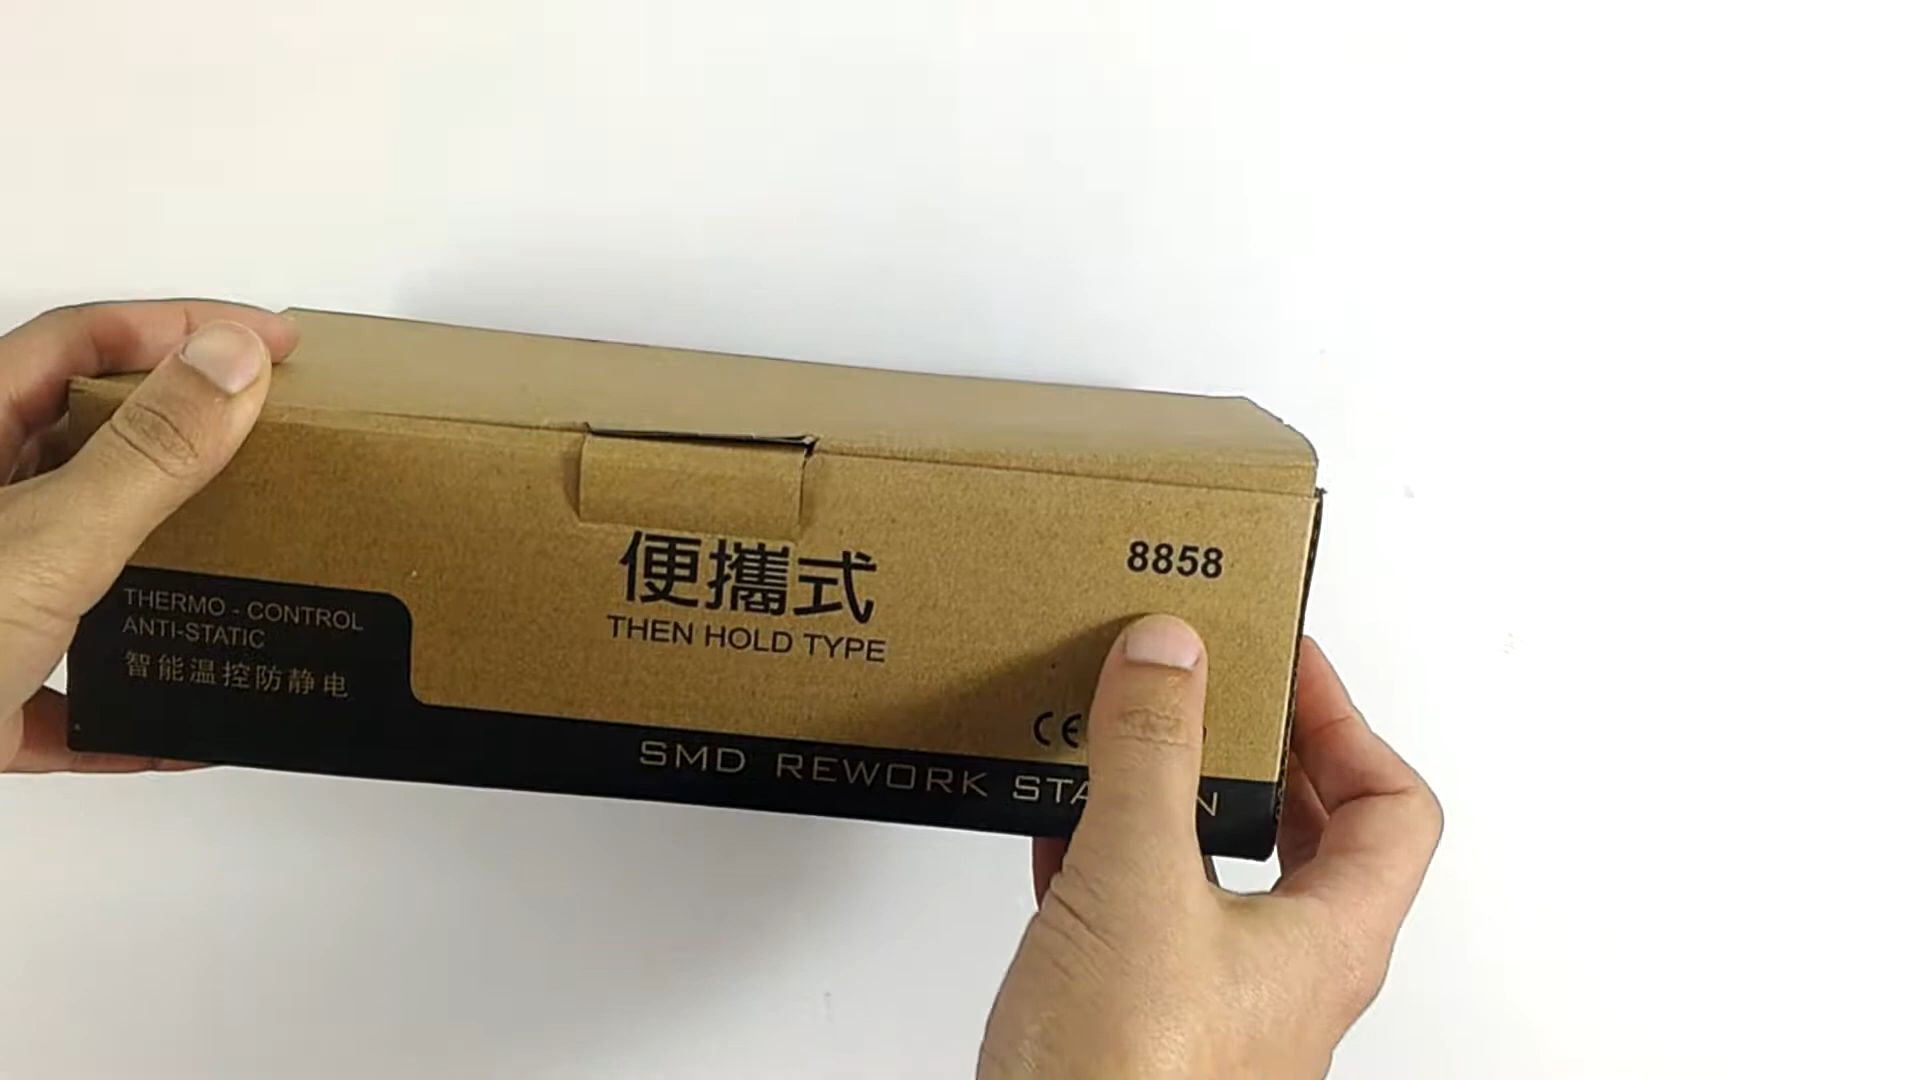 便攜式
THEN HOLD TYPE
8858
THERMO - CONTROL
ANTI-STATIC
智能温控防静电
CE
SMD REWORK